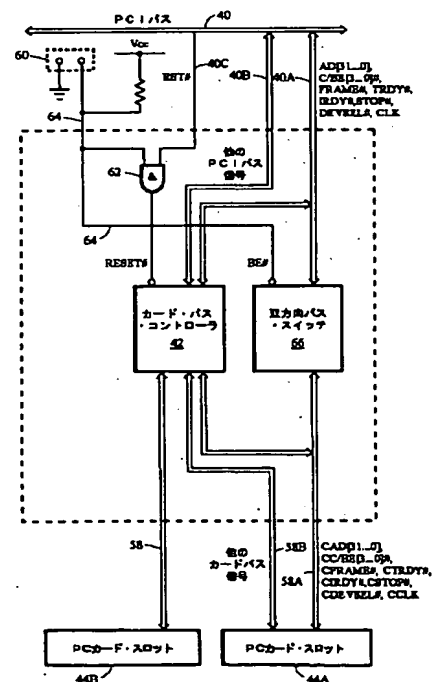 PCIバス
40
60
Vcc
RST#
40C
40B
40A
AD[31..0],
C/BE[3..0]#,
FRAME#, TRDY#,
IRDY#,STOP#,
DEVSEL#, CLK
64
62
&
他の
PCIバス
信号
64
RESET#
BE#
カード・バス
・コントローラ
42
双方向バス
・スイッチ
66
58
他の
カードバス
信号
58B
58A
CAD[31..0],
CC/BE[3..0]#,
CFRAME#, CTRDY#,
CIRDY#,CSTOP#,
CDEVSEL#, CCLK
PCカード・スロット
44B
PCカード・スロット
44A